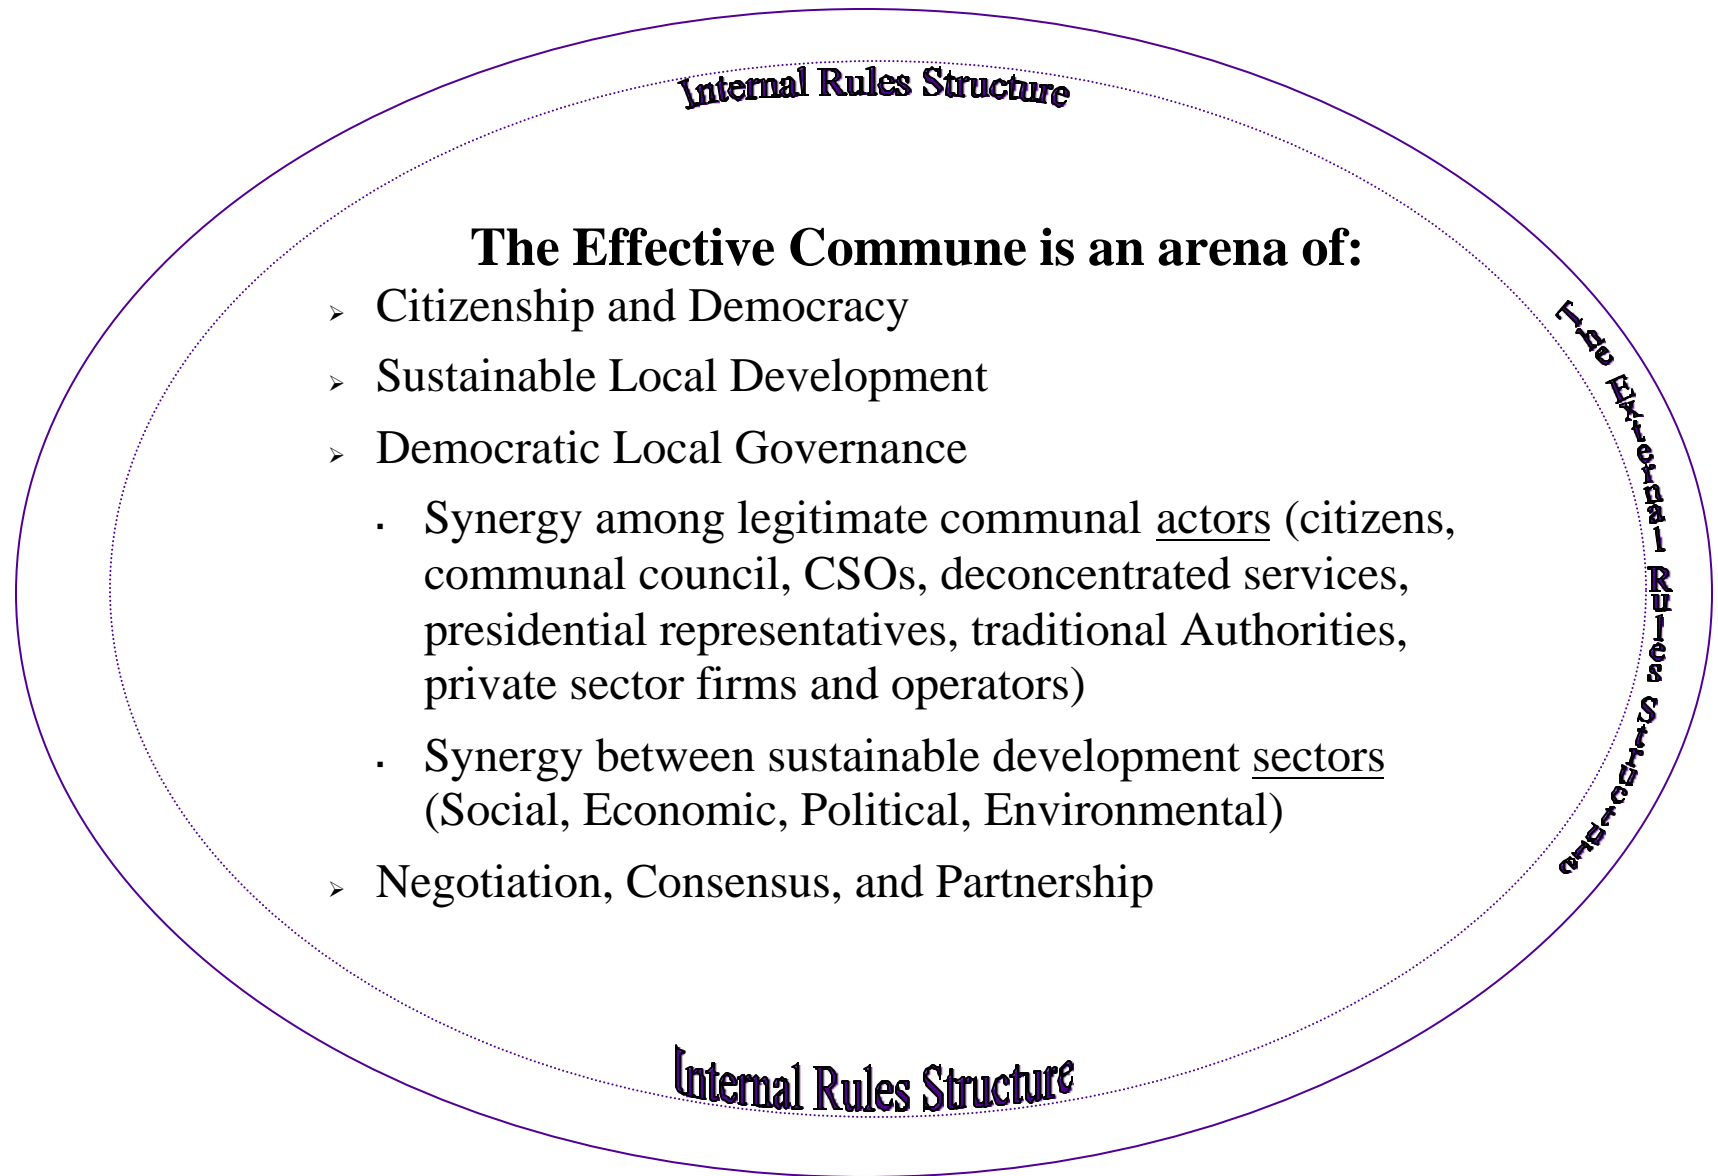 Internal Rules Structure
The Effective Commune is an arena of:
➢ Citizenship and Democracy
➢ Sustainable Local Development
➢ Democratic Local Governance
▪ Synergy among legitimate communal actors (citizens,
communal council, CSOs, deconcentrated services,
presidential representatives, traditional Authorities,
private sector firms and operators)
▪ Synergy between sustainable development sectors
(Social, Economic, Political, Environmental)
➢ Negotiation, Consensus, and Partnership
The External Rules Structure
Internal Rules Structure